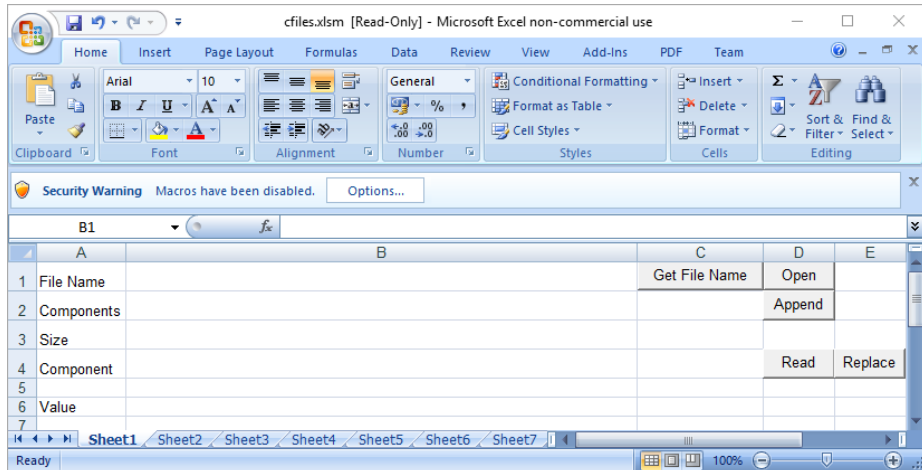 cfiles.xlsm [Read-Only] - Microsoft Excel non-commercial use
Home Insert Page Layout Formulas Data Review View Add-Ins PDF Team
Arial 10 General Conditional Formatting Insert Σ
Paste B I U A A % , Format as Table Delete Sort & Filter Find & Select
A Cell Styles Format
Clipboard Font Alignment Number Styles Cells Editing
Security Warning Macros have been disabled. Options...
B1 fx
A B C D E
1 File Name Get File Name Open
2 Components Append
3 Size
4 Component Read Replace
5
6 Value
7
Sheet1 Sheet2 Sheet3 Sheet4 Sheet5 Sheet6 Sheet7
Ready 100%